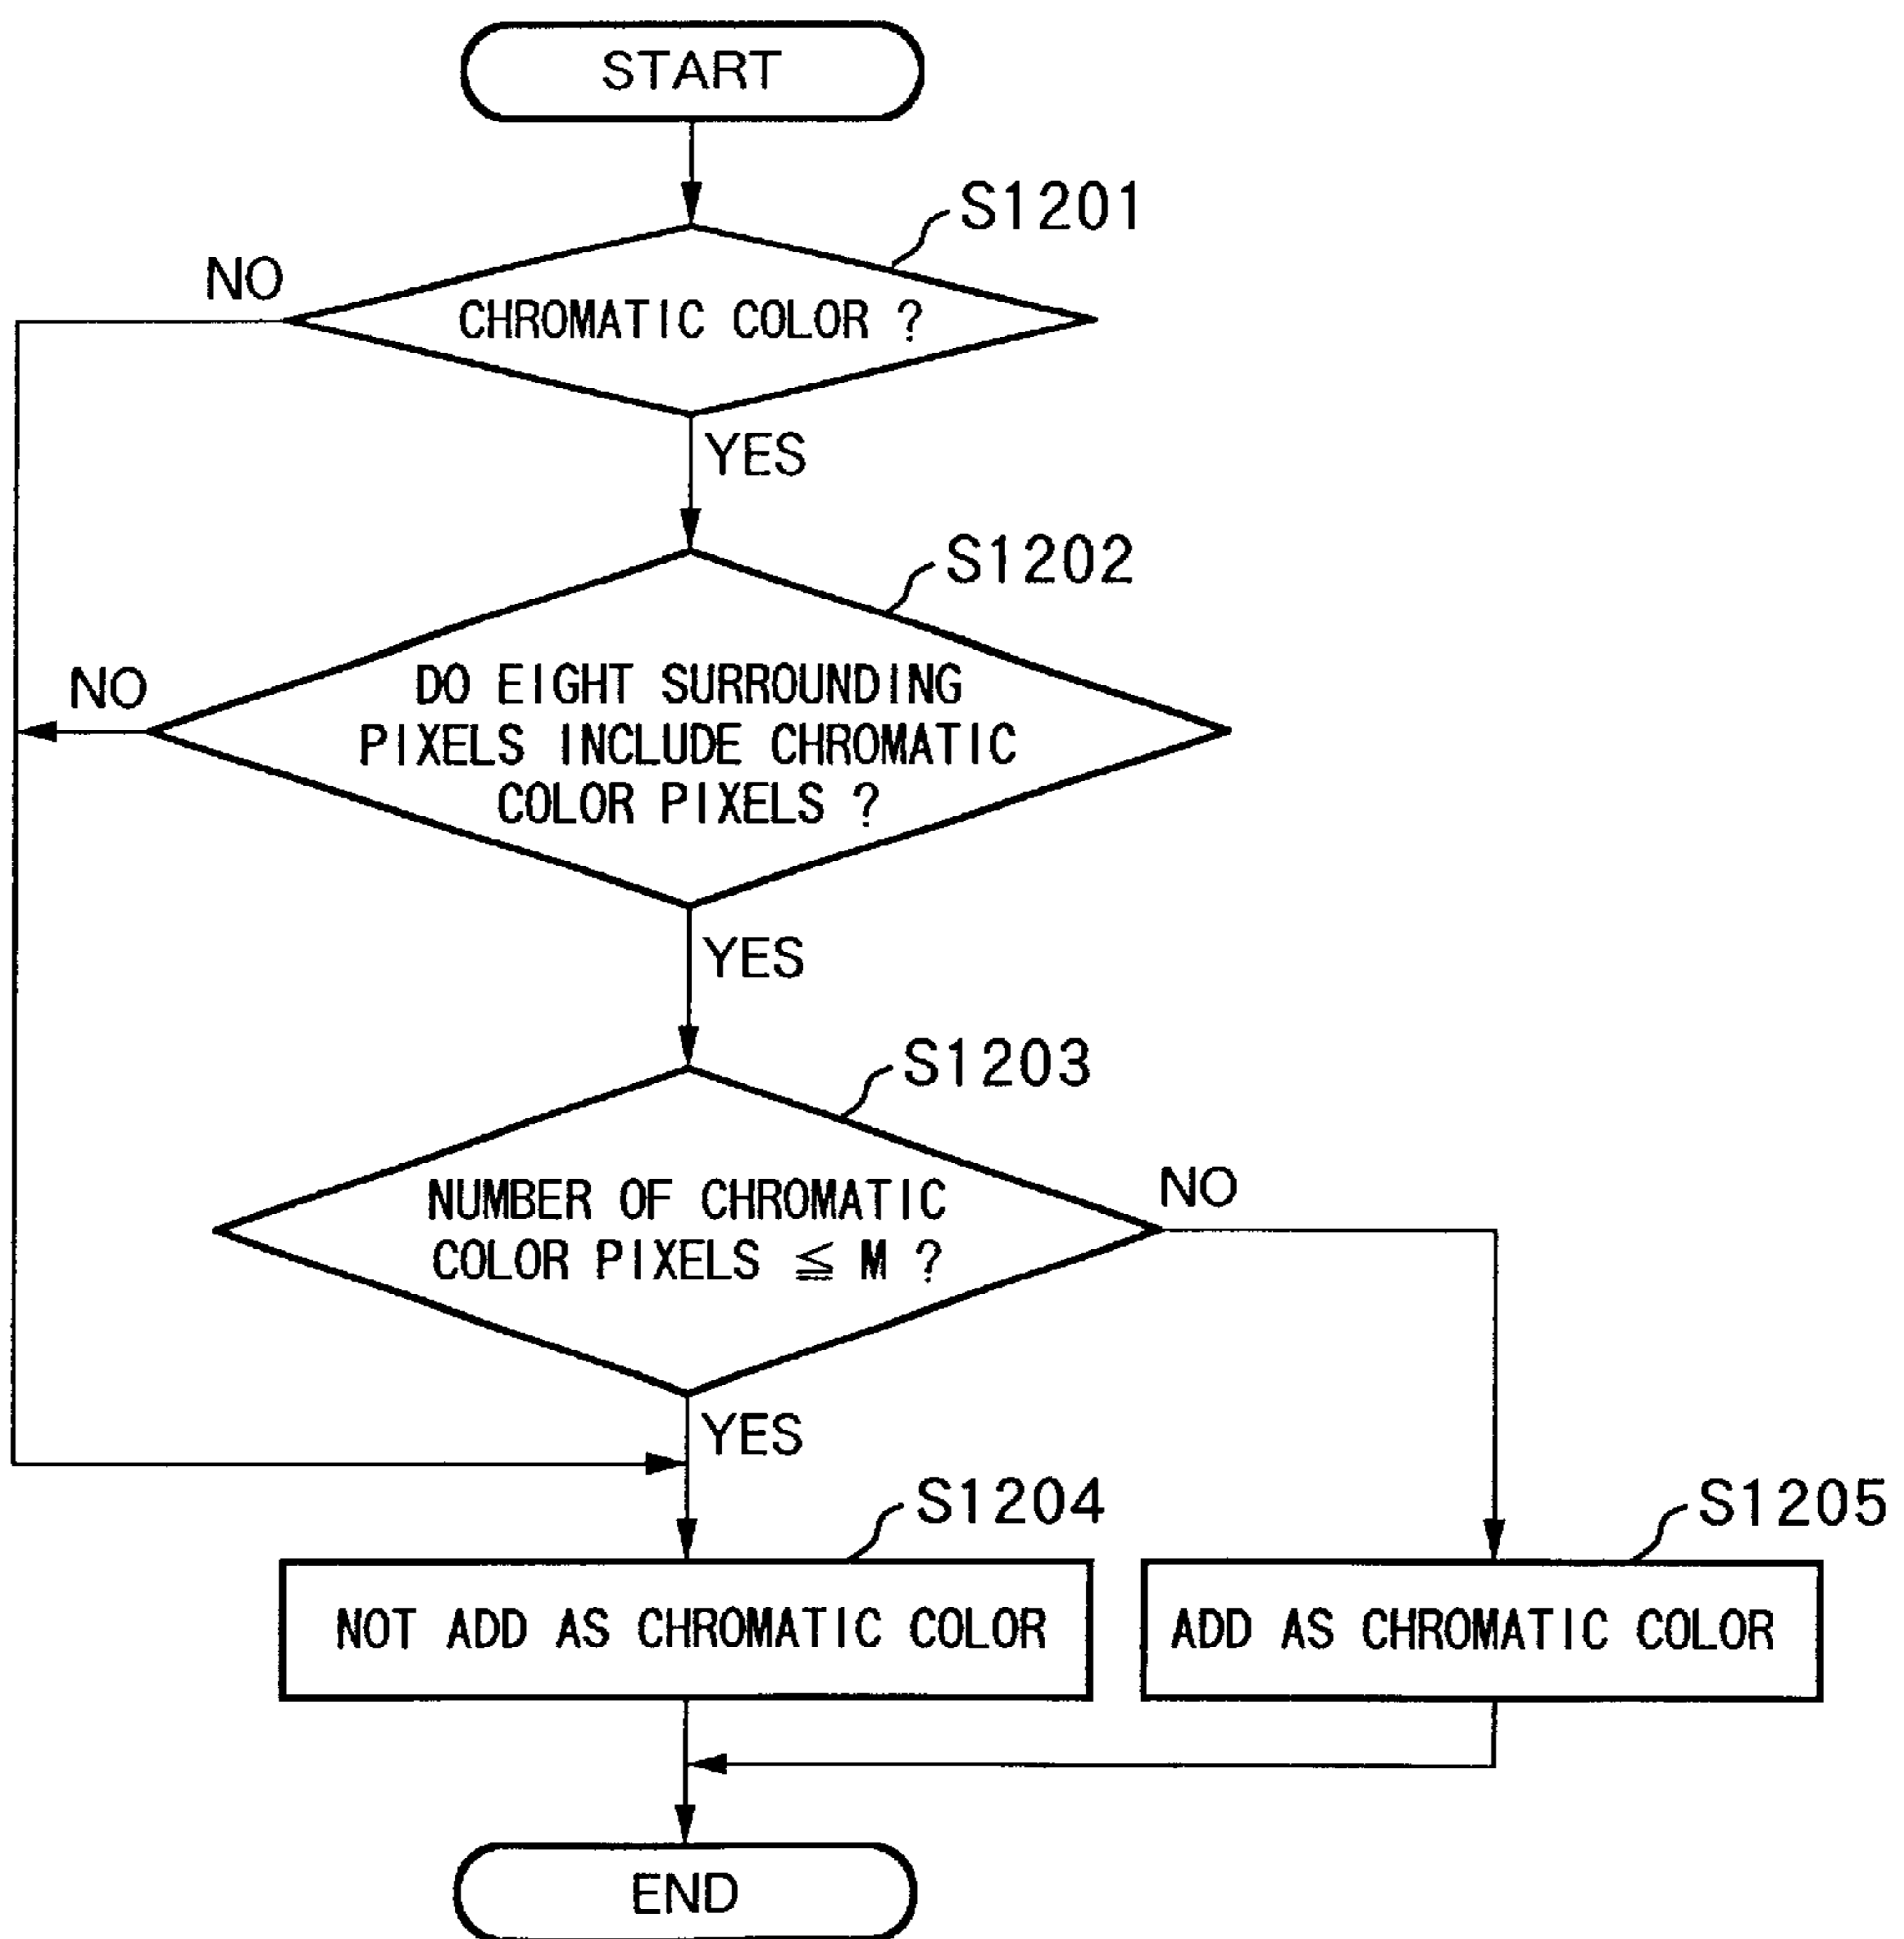 START
S1201
NO
CHROMATIC COLOR ?
YES
S1202
NO
DO EIGHT SURROUNDING
PIXELS INCLUDE CHROMATIC
COLOR PIXELS ?
YES
S1203
NO
NUMBER OF CHROMATIC
COLOR PIXELS ≦ M ?
YES
S1204
S1205
NOT ADD AS CHROMATIC COLOR
ADD AS CHROMATIC COLOR
END